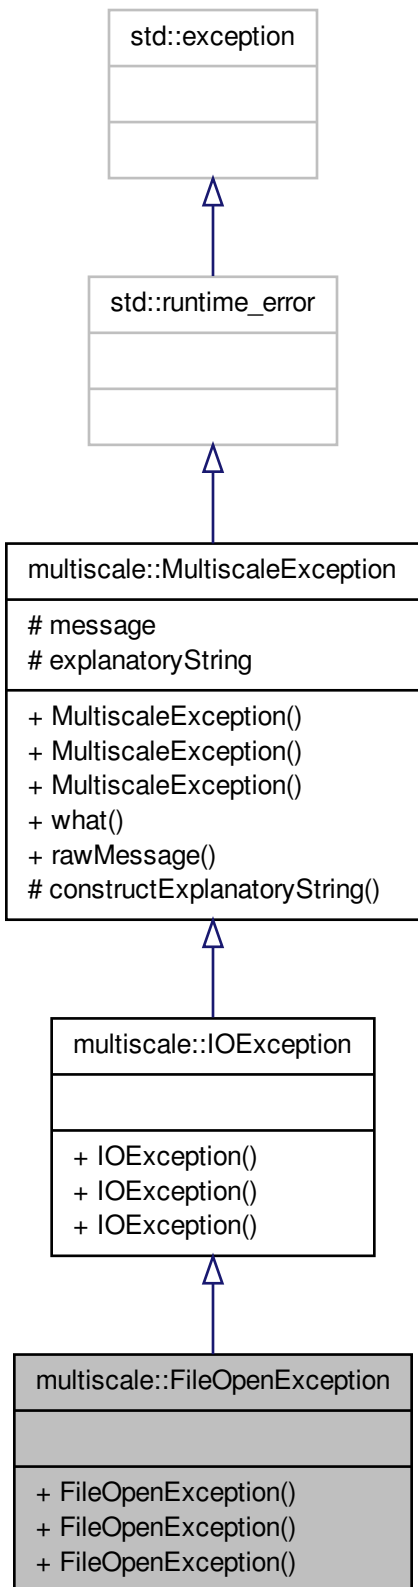 std::exception
std::runtime_error
multiscale::MultiscaleException
# message
# explanatoryString
+ MultiscaleException()
+ MultiscaleException()
+ MultiscaleException()
+ what()
+ rawMessage()
# constructExplanatoryString()
multiscale::IOException
+ IOException()
+ IOException()
+ IOException()
multiscale::FileOpenException
+ FileOpenException()
+ FileOpenException()
+ FileOpenException()